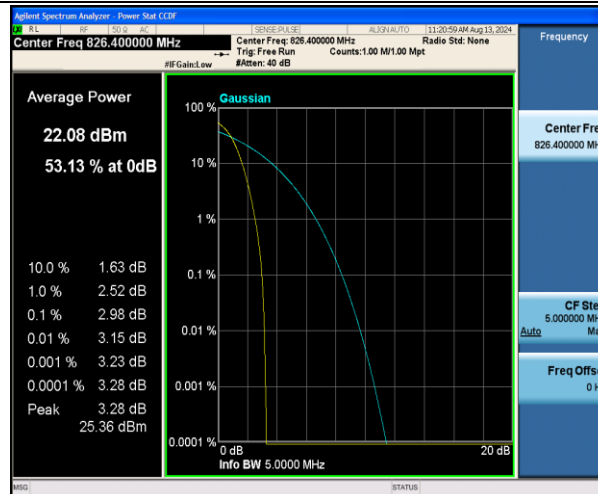 Agilent Spectrum Analyzer - Power Stat CCDF
RL RF 50 Ω AC SENSE:PULSE ALIGN AUTO 11:20:59 AM Aug 13, 2024
Center Freq 826.400000 MHz
Center Freq: 826.400000 MHz Radio Std: None
Trig: Free Run Counts:1.00 M/1.00 Mpt
#IFGain:Low #Atten: 40 dB
Frequency
Average Power
22.08 dBm
53.13 % at 0dB
10.0 % 1.63 dB
1.0 % 2.52 dB
0.1 % 2.98 dB
0.01 % 3.15 dB
0.001 % 3.23 dB
0.0001 % 3.28 dB
Peak 3.28 dB
25.36 dBm
Gaussian
100 %
10 %
1 %
0.1 %
0.01 %
0.001 %
0.0001 %
0 dB 20 dB
Info BW 5.0000 MHz
Center Fre
826.400000 MH
CF Ste
5.000000 MH
Auto Ma
Freq Offs
0 H
MSG STATUS